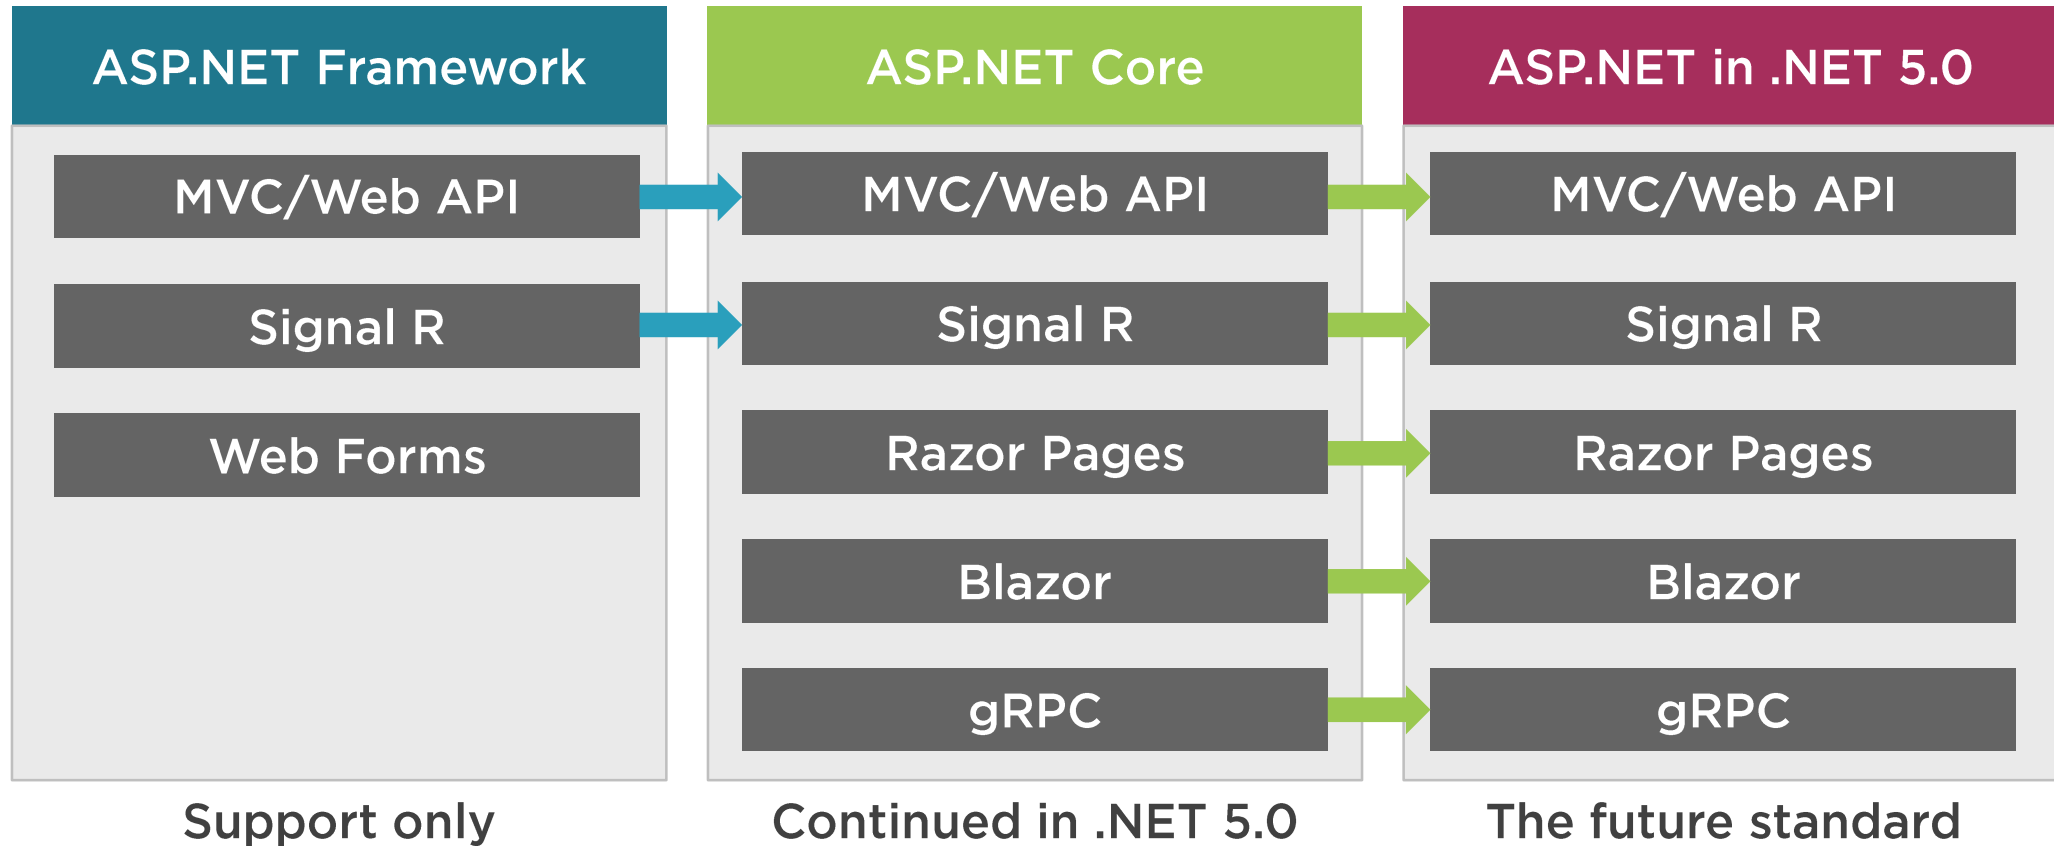 ASP.NET Framework
MVC/Web API
Signal R
Web Forms
Support only
ASP.NET Core
MVC/Web API
Signal R
Razor Pages
Blazor
gRPC
Continued in .NET 5.0
ASP.NET in .NET 5.0
MVC/Web API
Signal R
Razor Pages
Blazor
gRPC
The future standard